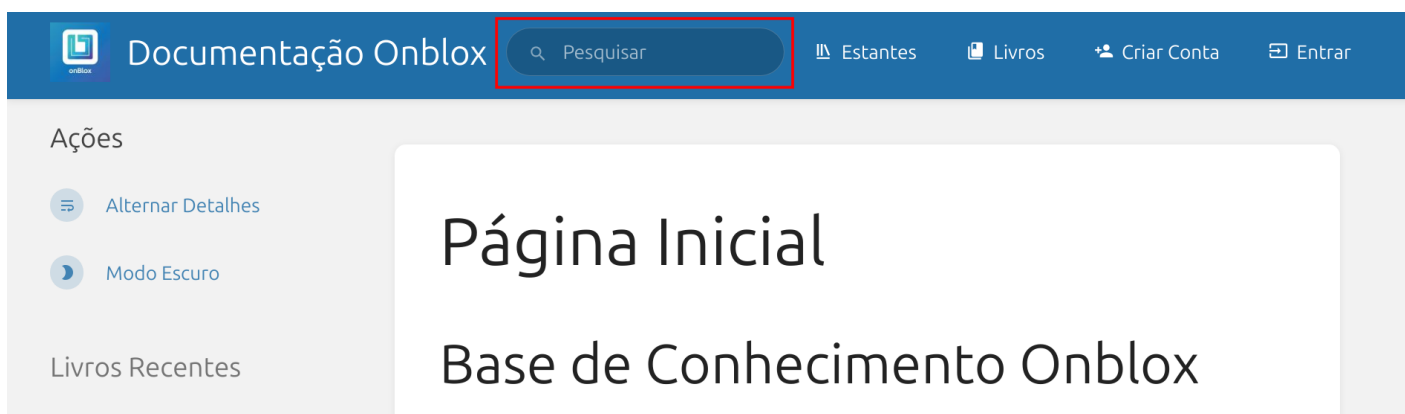 onBlox
Documentação Onblox
Pesquisar
Estantes
Livros
Criar Conta
Entrar
Ações
Alternar Detalhes
Modo Escuro
Livros Recentes
Página Inicial
Base de Conhecimento Onblox